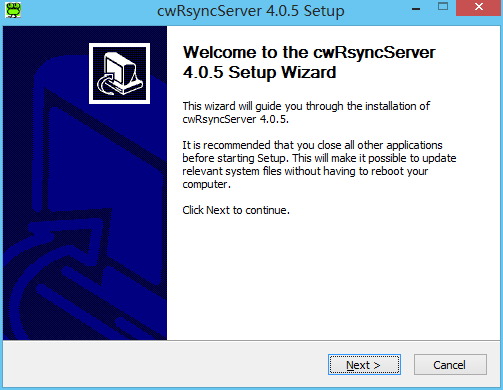 cwRsyncServer 4.0.5 Setup
Welcome to the cwRsyncServer
4.0.5 Setup Wizard
This wizard will guide you through the installation of
cwRsyncServer 4.0.5.
It is recommended that you close all other applications
before starting Setup. This will make it possible to update
relevant system files without having to reboot your
computer.
Click Next to continue.
Next >
Cancel